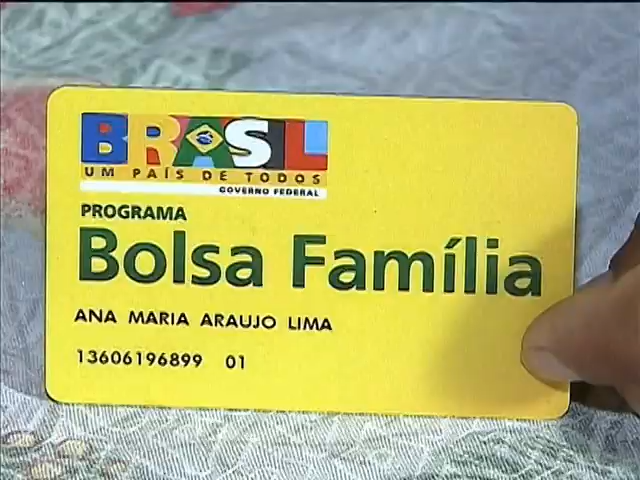 BRASIL
UM PAÍS DE TODOS
GOVERNO FEDERAL
PROGRAMA
Bolsa Família
ANA MARIA ARAUJO LIMA
13606196899 01